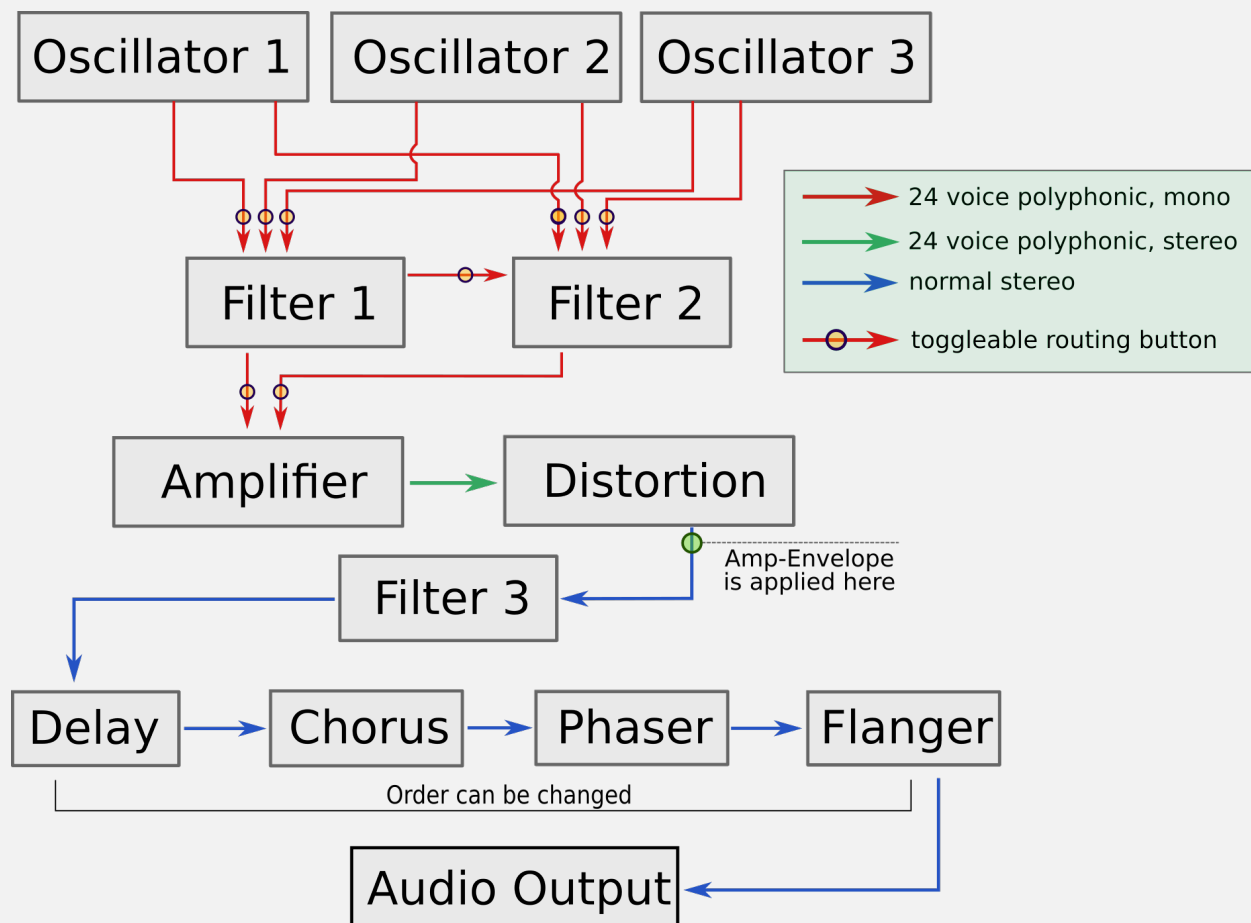 Oscillator 1
Oscillator 2
Oscillator 3
24 voice polyphonic, mono
24 voice polyphonic, stereo
normal stereo
toggleable routing button
Filter 1
Filter 2
Amplifier
Distortion
Amp-Envelope
is applied here
Filter 3
Delay
Chorus
Phaser
Flanger
Order can be changed
Audio Output